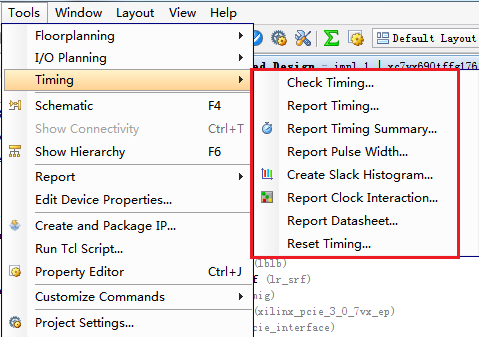 Tools Window Layout View Help
Floorplanning
I/O Planning
Timing
Schematic F4
Show Connectivity Ctrl+T
Show Hierarchy F6
Report
Edit Device Properties...
Create and Package IP...
Run Tcl Script...
Property Editor Ctrl+J
Customize Commands
Project Settings...
Default Layout
ed Design - impl_1 | xc7vx690tffg176
Check Timing...
Report Timing...
Report Timing Summary...
Report Pulse Width...
Create Slack Histogram...
Report Clock Interaction...
Report Datasheet...
Reset Timing...
(lblb)
f (lr_srf)
mig)
(xilinx_pcie_3_0_7vx_ep)
cie_interface)